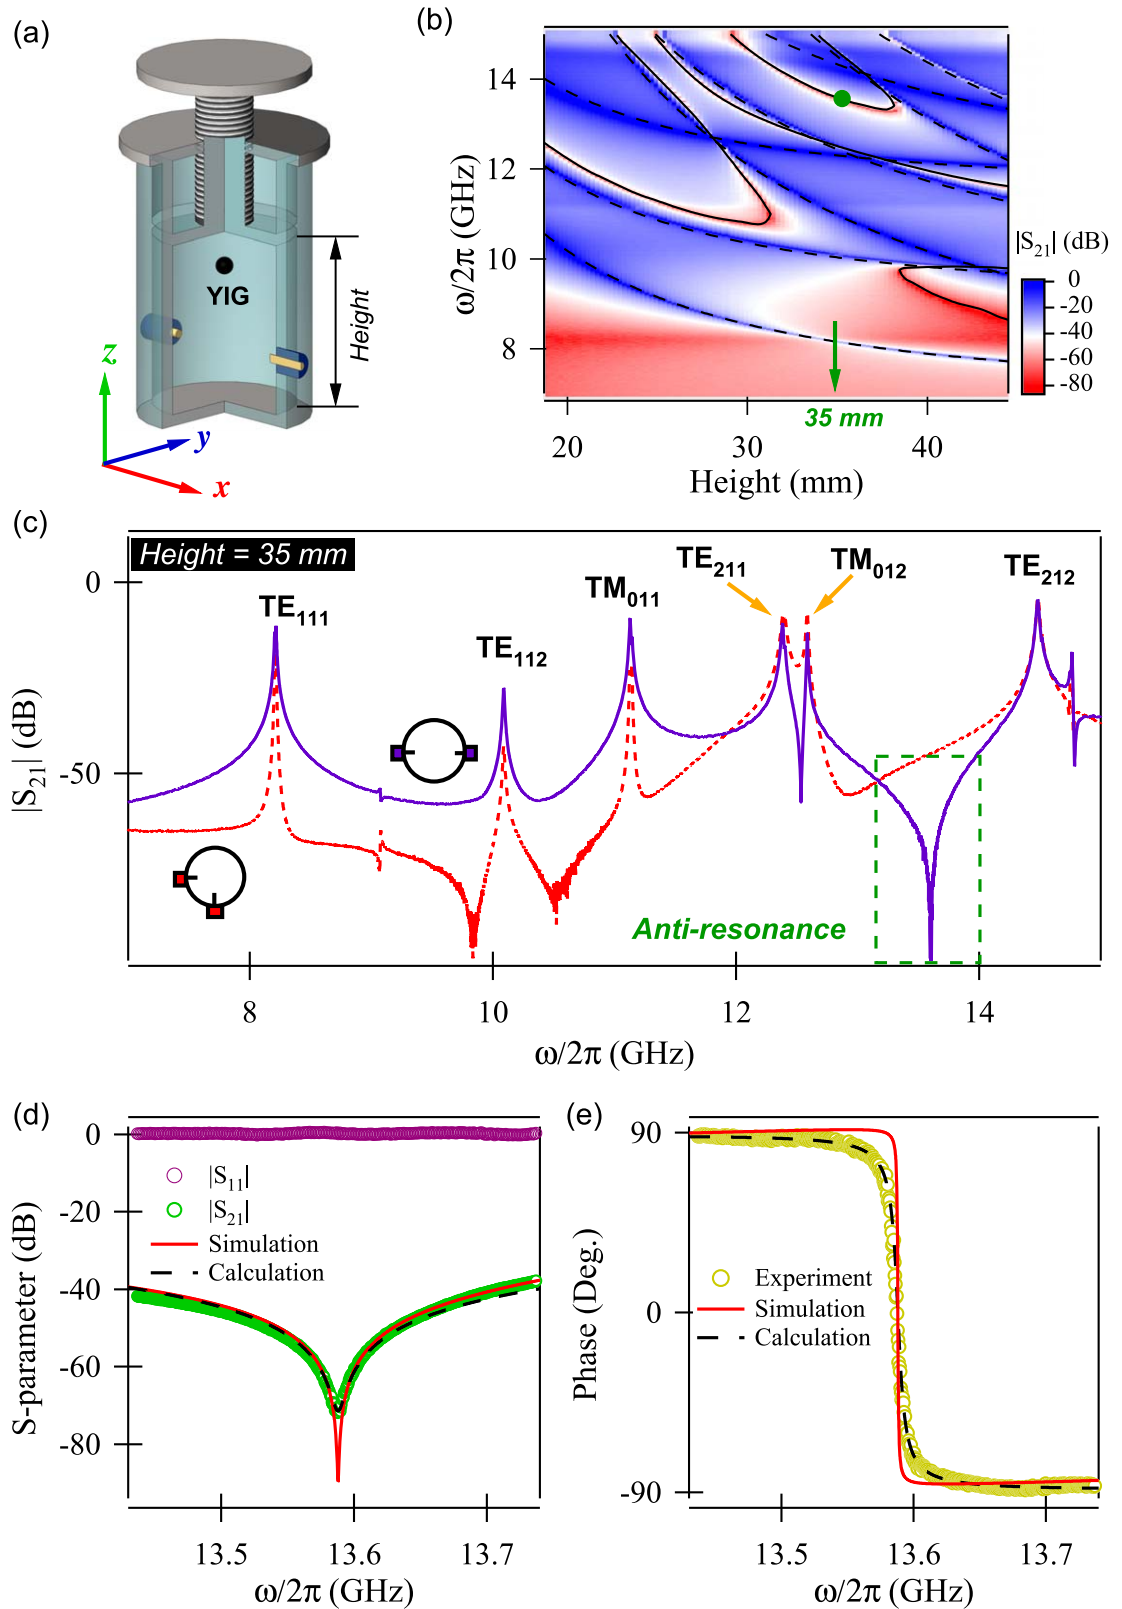 (a)
YIG
Height
z
y
x
(b)
14
12
10
8
ω/2π (GHz)
35 mm
20
30
40
Height (mm)
|S21| (dB)
0
-20
-40
-60
-80
(c)
Height = 35 mm
TE111
TE112
TM011
TE211
TM012
TE212
0
-50
|S21| (dB)
Anti-resonance
8
10
12
14
ω/2π (GHz)
(d)
0
-20
-40
-60
-80
S-parameter (dB)
|S11|
|S21|
Simulation
Calculation
13.5
13.6
13.7
ω/2π (GHz)
(e)
90
0
-90
Phase (Deg.)
Experiment
Simulation
Calculation
13.5
13.6
13.7
ω/2π (GHz)